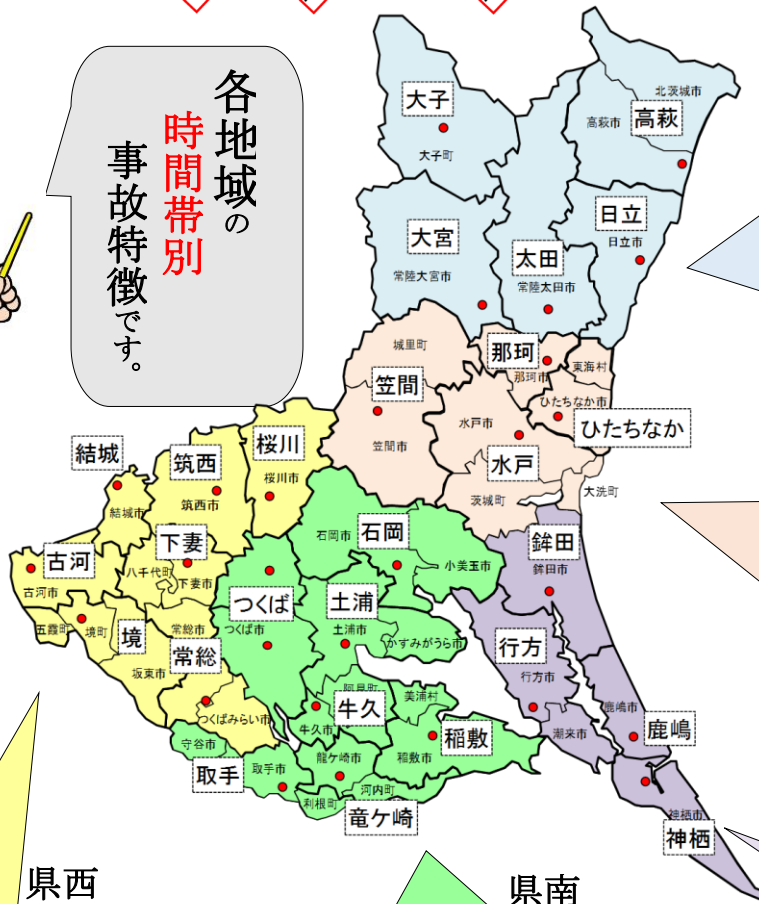 各地域の
時間帯別
事故特徴です。
大子
大子町
北茨城市
高萩市
高萩
日立
日立市
大宮
常陸大宮市
太田
常陸太田市
城里町
那珂
那珂市
東海村
笠間
笠間市
ひたちなか市
ひたちなか
水戸市
水戸
茨城町
大洗町
桜川
桜川市
結城
結城市
筑西
筑西市
石岡市
石岡
小美玉市
鉾田
鉾田市
古河
古河市
下妻
八千代町
下妻市
つくば
つくば市
土浦
土浦市
かすみがうら市
五霞町
境町
境
坂東市
常総市
常総
つくばみらい市
行方
行方市
阿見町
美浦村
牛久
牛久市
稲敷
稲敷市
潮来市
鹿嶋市
鹿嶋
守谷市
取手
取手市
龍ケ崎市
利根町
河内町
竜ケ崎
神栖市
神栖
県西
県南